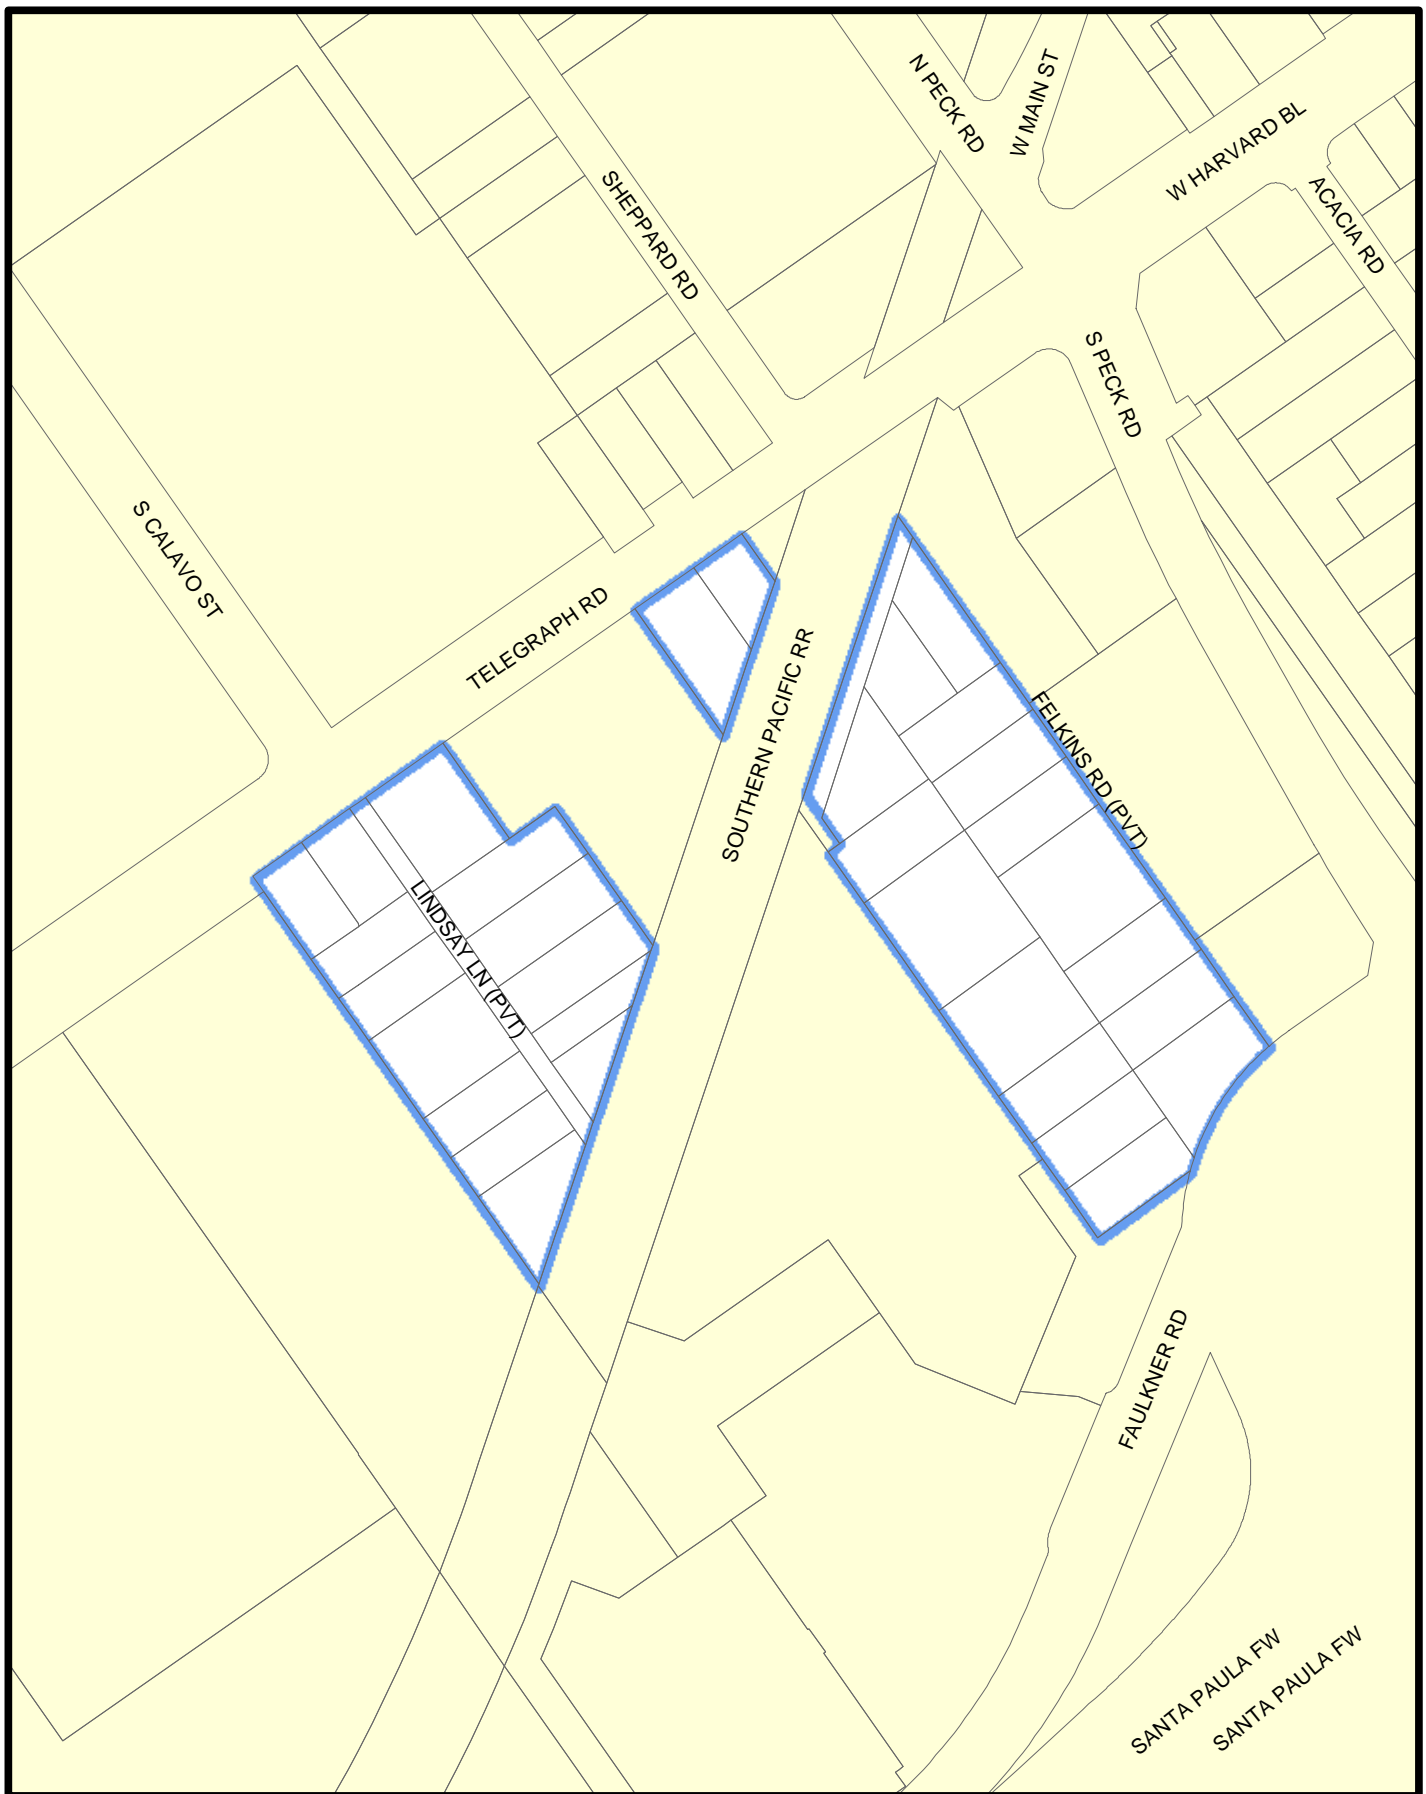 N PECK RD
W MAIN ST
W HARVARD BL
SHEPPARD RD
ACACIA RD
S PECK RD
S CALAVO ST
TELEGRAPH RD
SOUTHERN PACIFIC RR
FELKINS RD (PVT)
LINDSAY LN (PVT)
FAULKNER RD
SANTA PAULA FW
SANTA PAULA FW